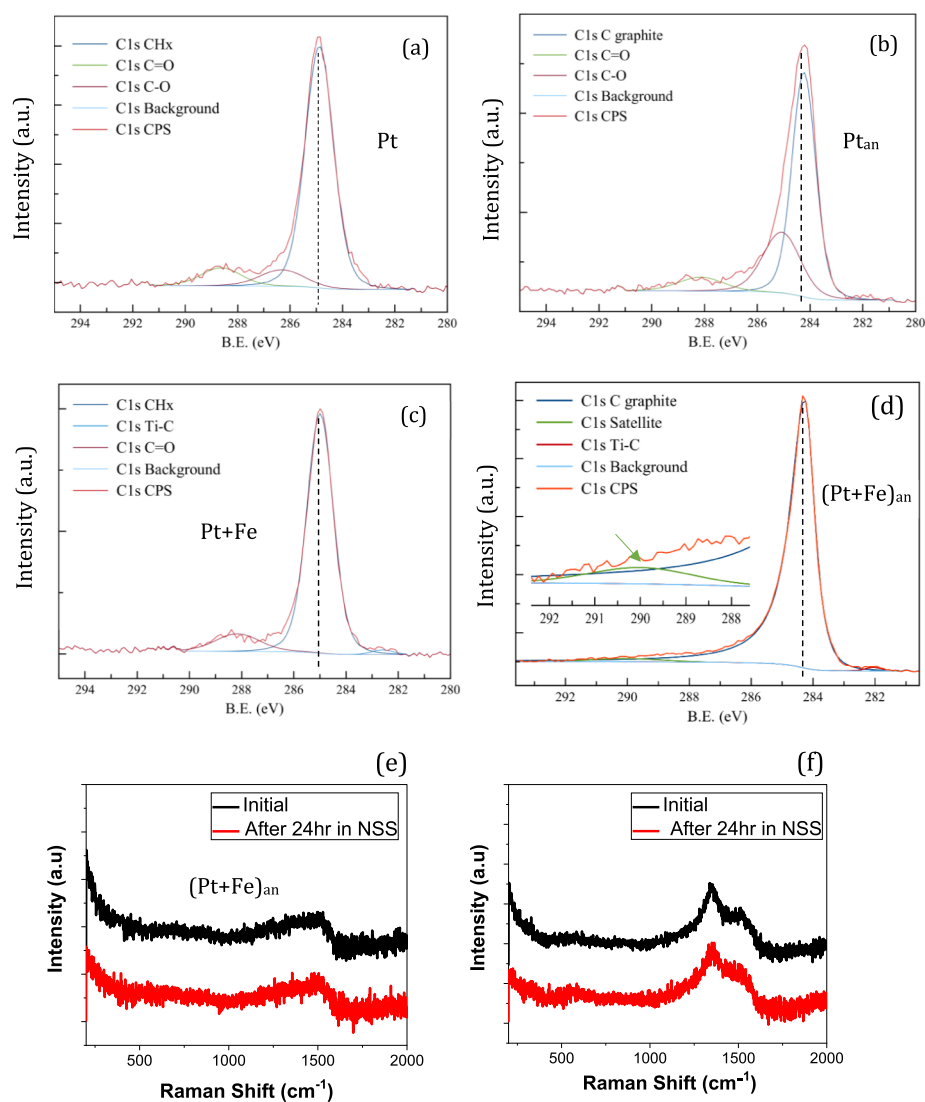 (a)
C1s CHx
C1s C=O
C1s C-O
C1s Background
C1s CPS
Pt
Intensity (a.u.)
294 292 290 288 286 284 282 280
B.E. (eV)
(b)
C1s C graphite
C1s C=O
C1s C-O
C1s Background
C1s CPS
Ptan
Intensity (a.u.)
294 292 290 288 286 284 282 280
B.E. (eV)
(c)
C1s CHx
C1s Ti-C
C1s C=O
C1s Background
C1s CPS
Pt+Fe
Intensity (a.u.)
294 292 290 288 286 284 282 280
B.E. (eV)
(d)
C1s C graphite
C1s Satellite
C1s Ti-C
C1s Background
C1s CPS
(Pt+Fe)an
292 291 290 289 288
Intensity (a.u.)
292 290 288 286 284 282
B.E. (eV)
(e)
Initial
After 24hr in NSS
(Pt+Fe)an
Intensity (a.u)
500 1000 1500 2000
Raman Shift (cm⁻¹)
(f)
Initial
After 24hr in NSS
Intensity (a.u)
500 1000 1500 2000
Raman Shift (cm⁻¹)